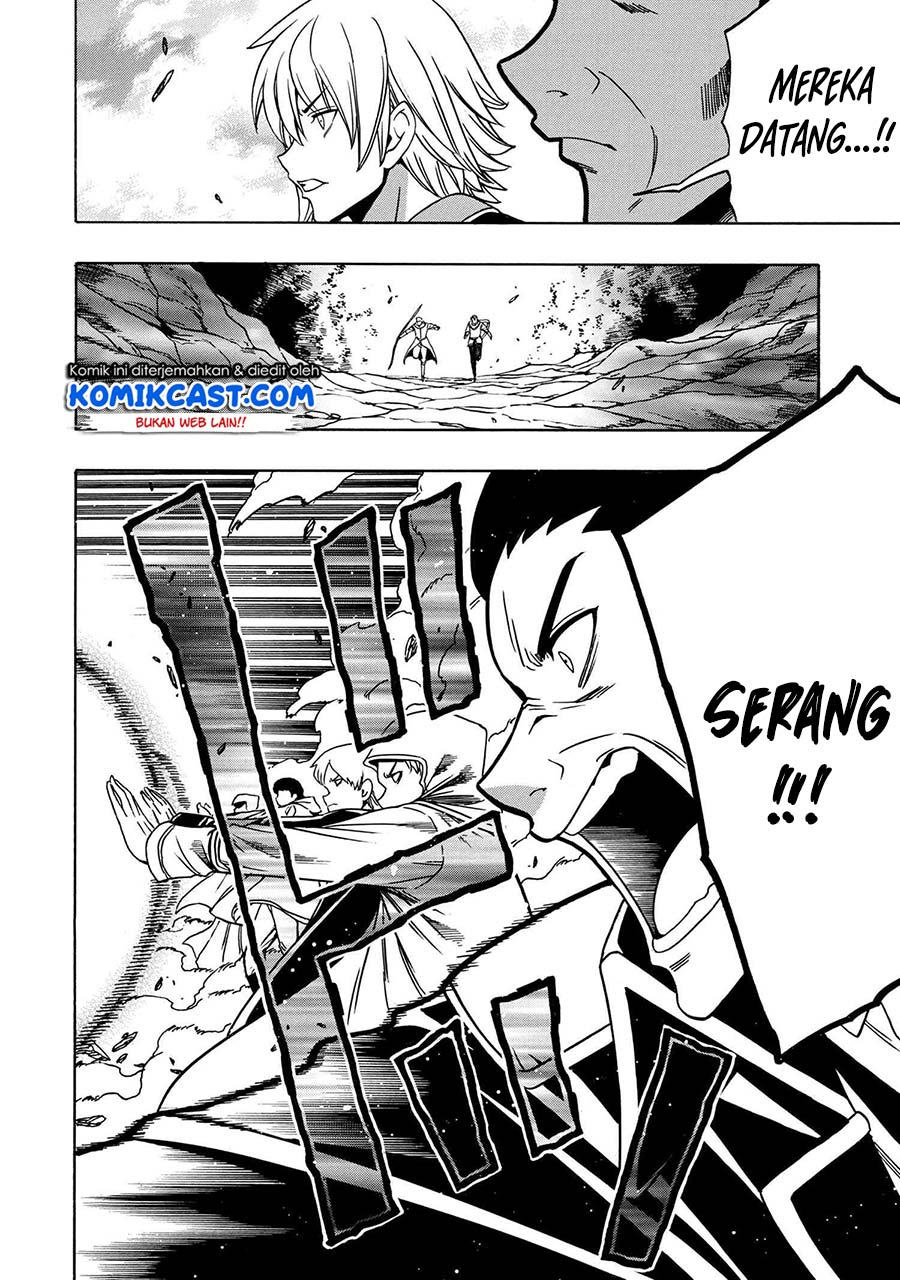 MEREKA
DATANG...!!
Komik ini diterjemahkan & diedit oleh
KOMIKCAST.COM
BUKAN WEB LAIN!!
SERANG
!!!